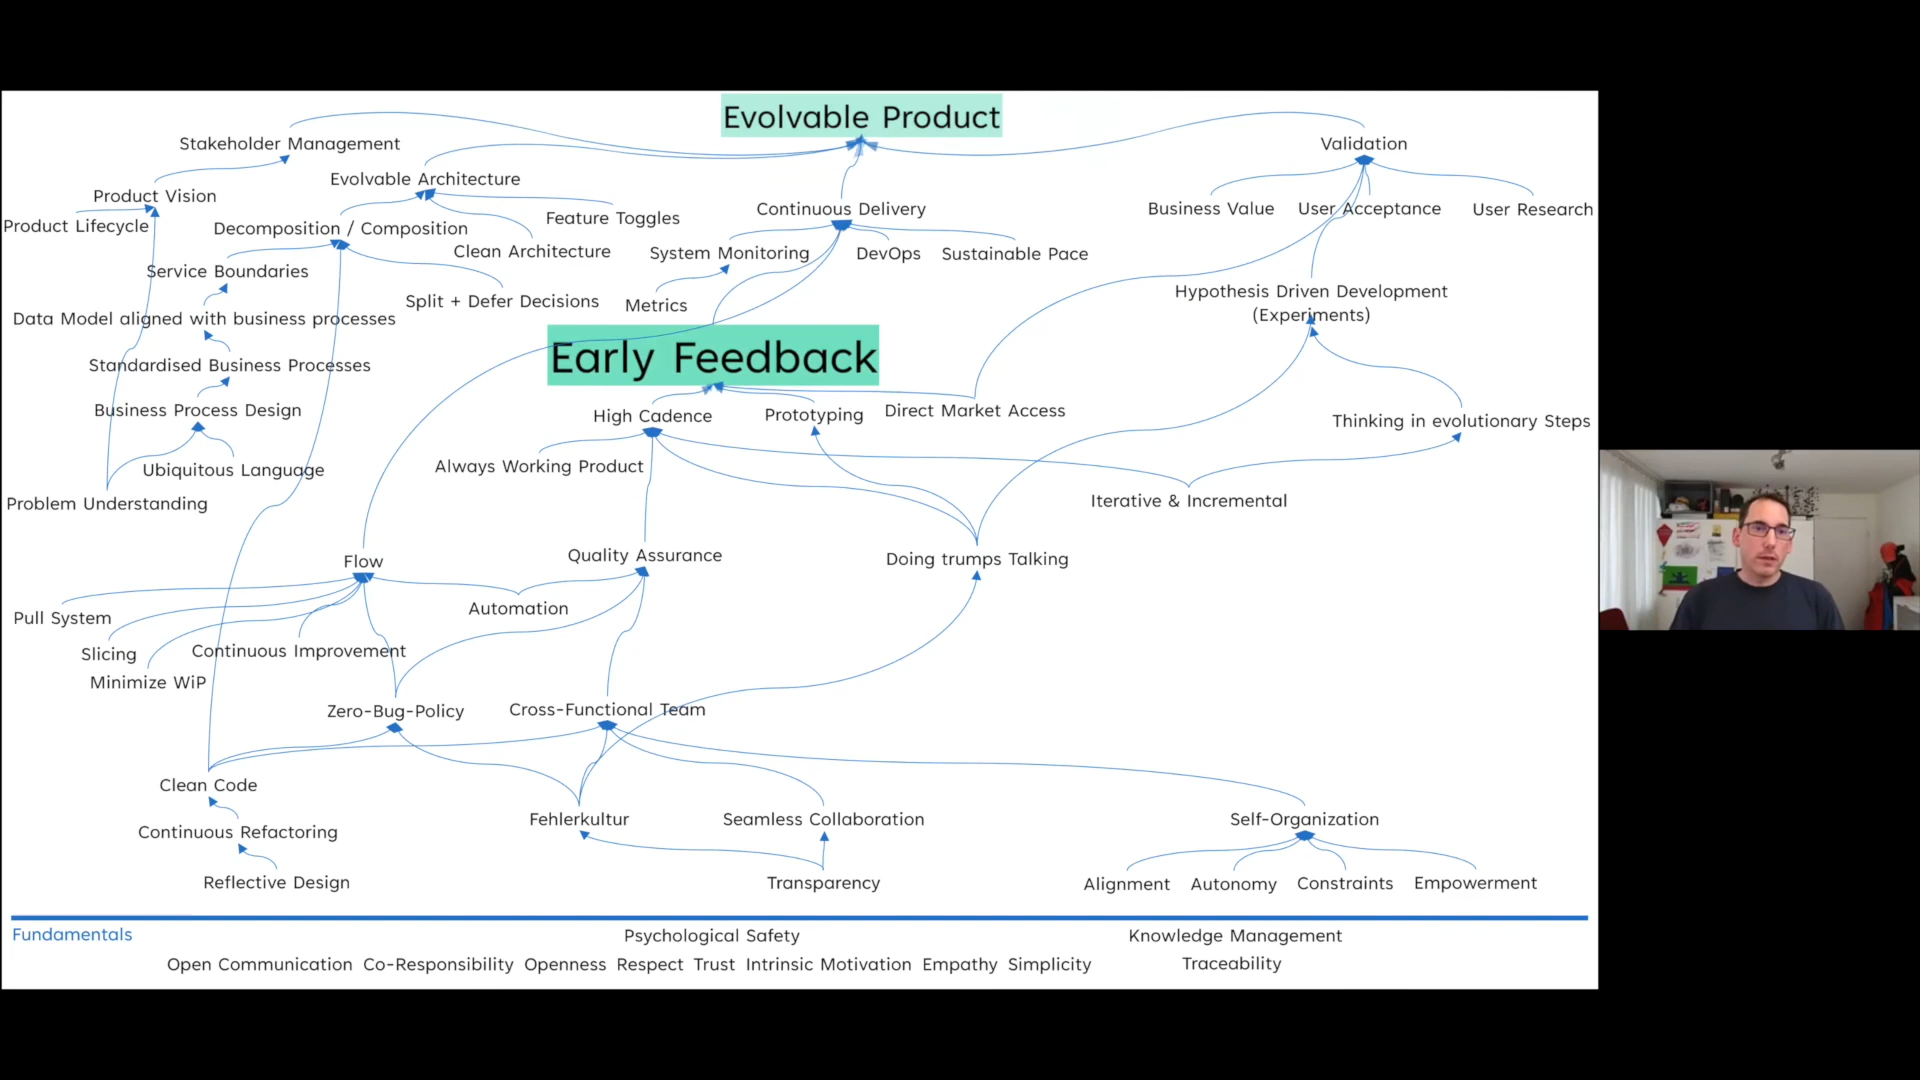 Evolvable Product
Stakeholder Management
Validation
Evolvable Architecture
Product Vision
Product Lifecycle
Feature Toggles
Continuous Delivery
Business Value
User Acceptance
User Research
Decomposition / Composition
Clean Architecture
System Monitoring
DevOps
Sustainable Pace
Service Boundaries
Split + Defer Decisions
Metrics
Hypothesis Driven Development
(Experiments)
Data Model aligned with business processes
Early Feedback
Standardised Business Processes
Business Process Design
High Cadence
Prototyping
Direct Market Access
Thinking in evolutionary Steps
Ubiquitous Language
Always Working Product
Problem Understanding
Iterative & Incremental
Flow
Quality Assurance
Doing trumps Talking
Automation
Pull System
Slicing
Continuous Improvement
Minimize WiP
Zero-Bug-Policy
Cross-Functional Team
Clean Code
Fehlerkultur
Seamless Collaboration
Self-Organization
Continuous Refactoring
Reflective Design
Transparency
Alignment
Autonomy
Constraints
Empowerment
Fundamentals
Psychological Safety
Knowledge Management
Open Communication Co-Responsibility Openness Respect Trust Intrinsic Motivation Empathy Simplicity
Traceability